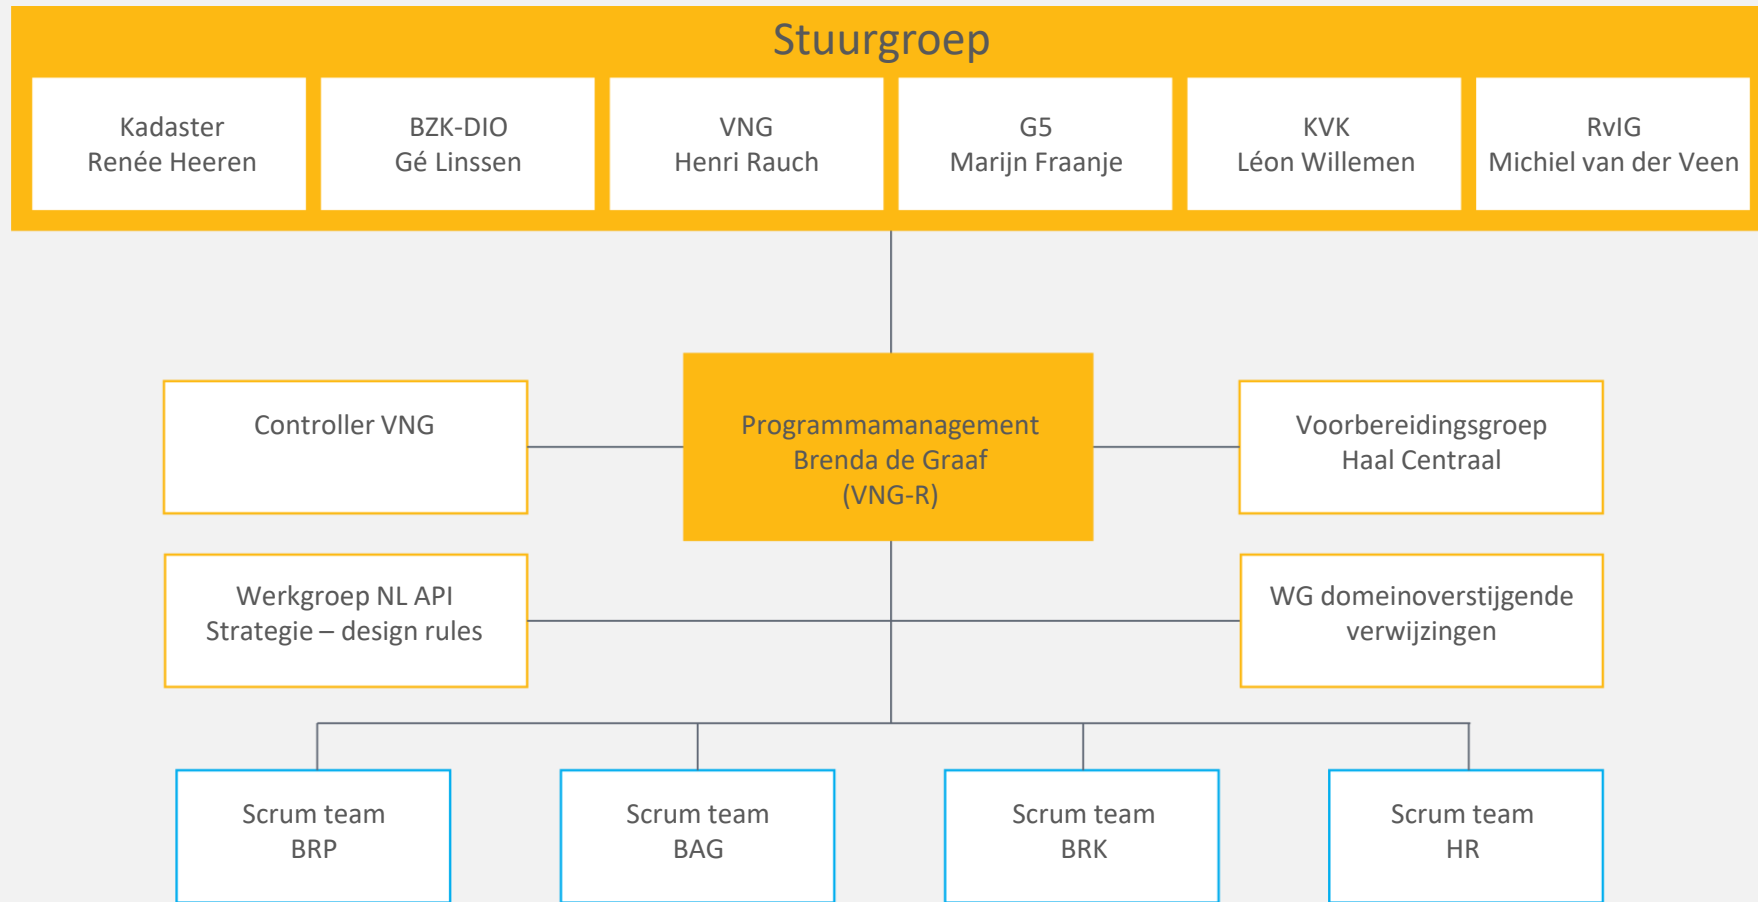 Stuurgroep
Kadaster
Renée Heeren
BZK-DIO
Gé Linssen
VNG
Henri Rauch
G5
Marijn Fraanje
KVK
Léon Willemen
RvIG
Michiel van der Veen
Controller VNG
Programmamanagement
Brenda de Graaf
(VNG-R)
Voorbereidingsgroep
Haal Centraal
Werkgroep NL API
Strategie – design rules
WG domeinoverstijgende
verwijzingen
Scrum team
BRP
Scrum team
BAG
Scrum team
BRK
Scrum team
HR